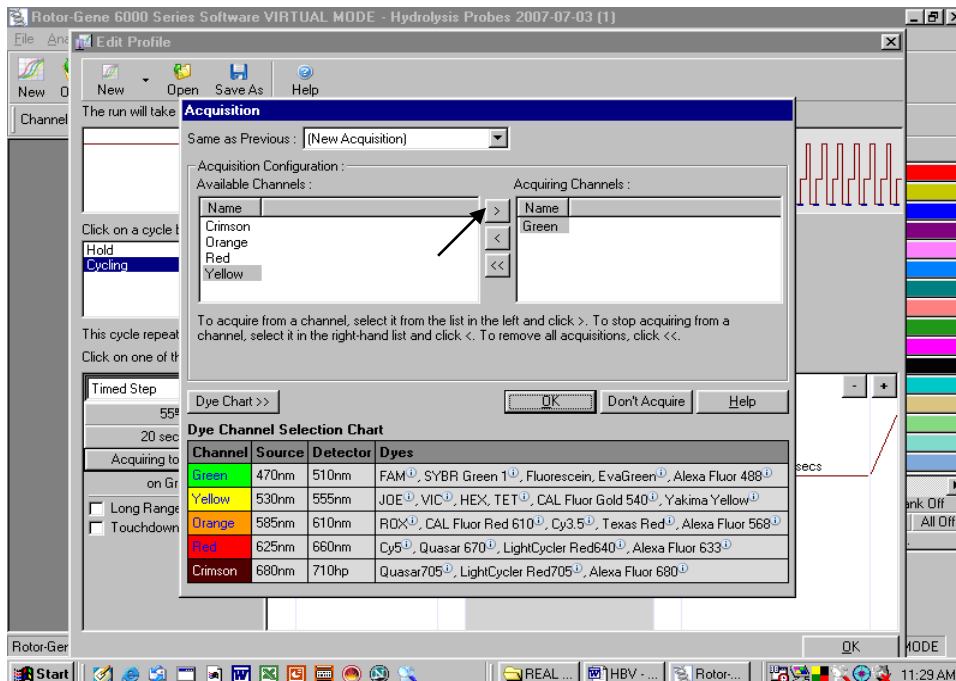 Rotor-Gene 6000 Series Software VIRTUAL MODE - Hydrolysis Probes 2007-07-03 (1)
File Ana
Edit Profile
New
New Open Save As Help
Channel
The run will take
Acquisition
Same as Previous : (New Acquisition)
Acquisition Configuration :
Available Channels : Acquiring Channels :
Name > Name
Crimson Green
Orange <
Red
Yellow <<
Click on a cycle b
Hold
Cycling
To acquire from a channel, select it from the list in the left and click >. To stop acquiring from a
channel, select it in the right-hand list and click <. To remove all acquisitions, click <<.
This cycle repeat
Click on one of th
Timed Step - +
55º
20 sec
Acquiring to
on Gr
Long Range
Touchdown
secs
Dye Chart >> OK Don't Acquire Help
Dye Channel Selection Chart
Channel Source Detector Dyes
Green 470nm 510nm FAM, SYBR Green 1, Fluorescein, EvaGreen, Alexa Fluor 488
Yellow 530nm 555nm JOE, VIC, HEX, TET, CAL Fluor Gold 540, Yakima Yellow
Orange 585nm 610nm ROX, CAL Fluor Red 610, Cy3.5, Texas Red, Alexa Fluor 568
Red 625nm 660nm Cy5, Quasar 670, LightCycler Red640, Alexa Fluor 633
Crimson 680nm 710hp Quasar705, LightCycler Red705, Alexa Fluor 680
ank Off
All Off
OK
Rotor-Ger MODE
Start REAL ... HBV - ... Rotor-... 11:29 AM